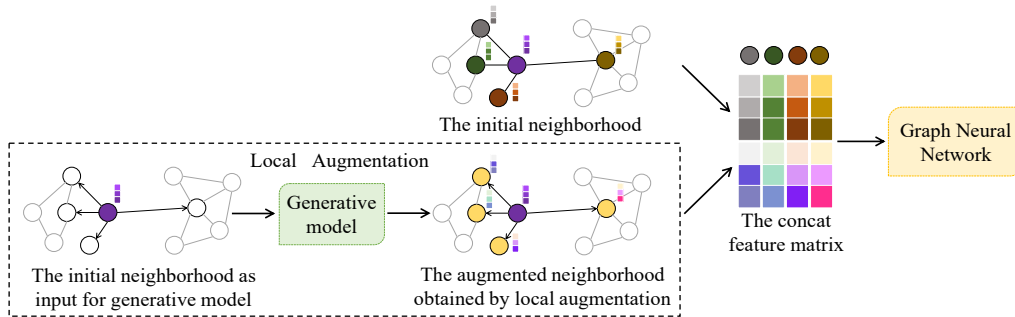 The initial neighborhood
Local Augmentation
Generative
model
The initial neighborhood as
input for generative model
The augmented neighborhood
obtained by local augmentation
The concat
feature matrix
Graph Neural
Network